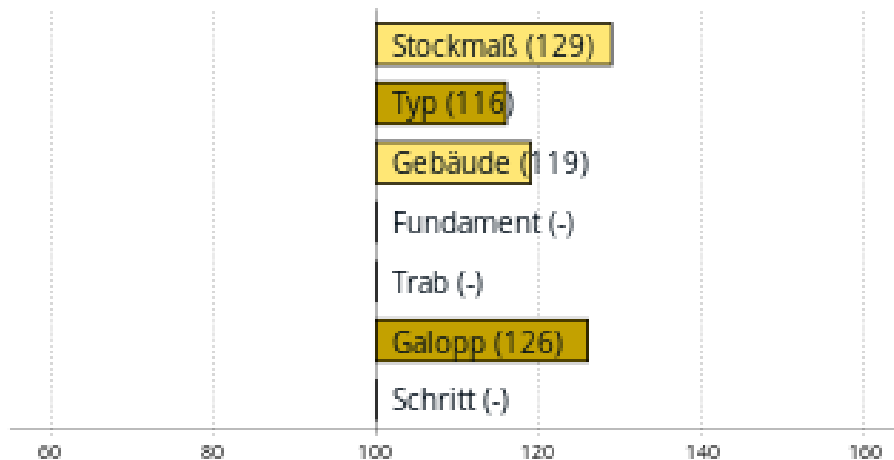 Stockmaß (129)
Typ (116)
Gebäude (119)
Fundament (-)
Trab (-)
Galopp (126)
Schritt (-)
60 80 100 120 140 160